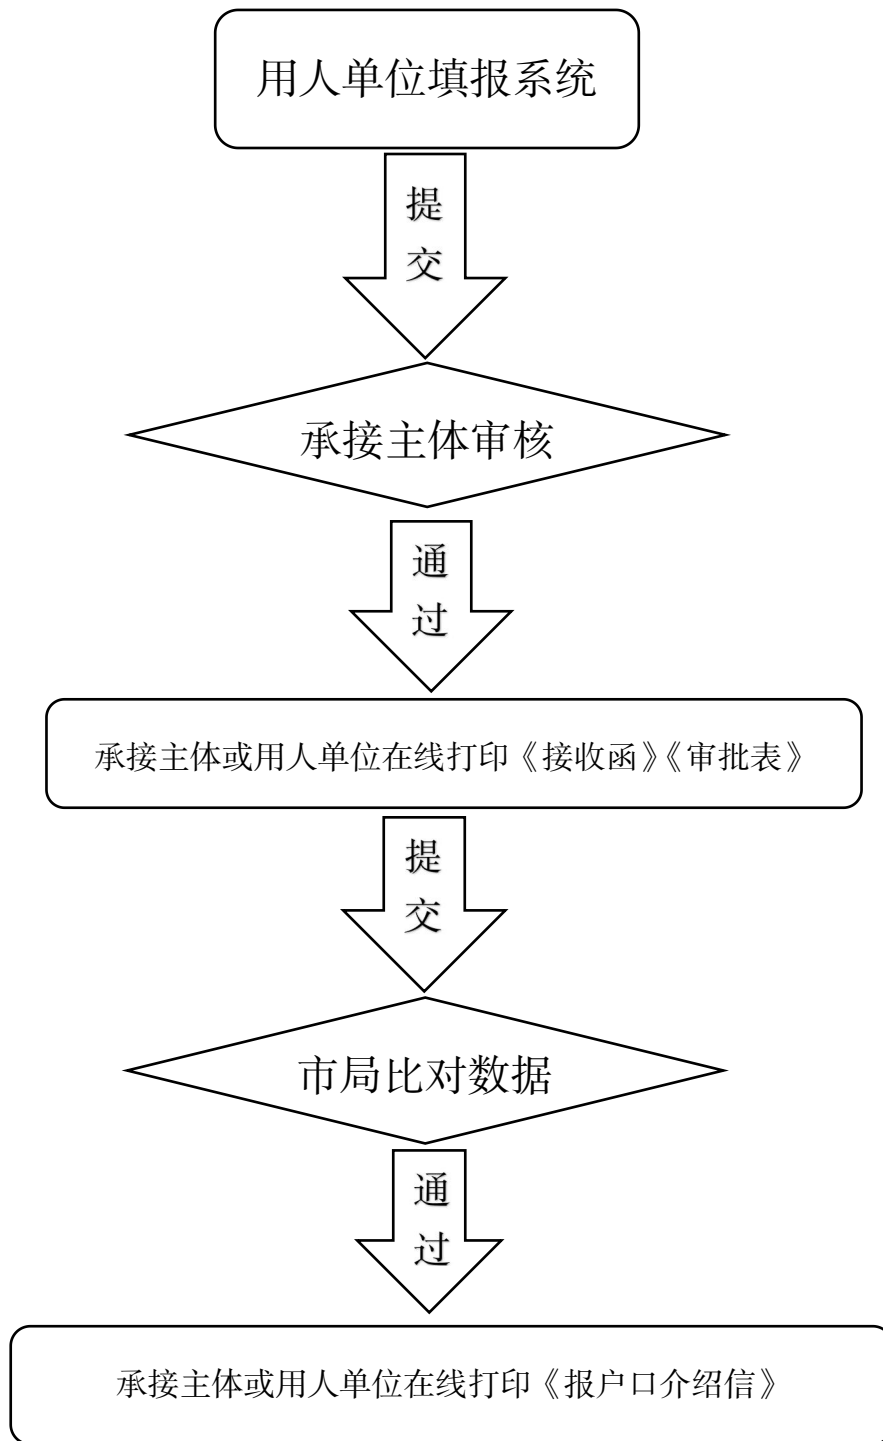 用人单位填报系统
提
交
承接主体审核
通
过
承接主体或用人单位在线打印《接收函》《审批表》
提
交
市局比对数据
通
过
承接主体或用人单位在线打印《报户口介绍信》